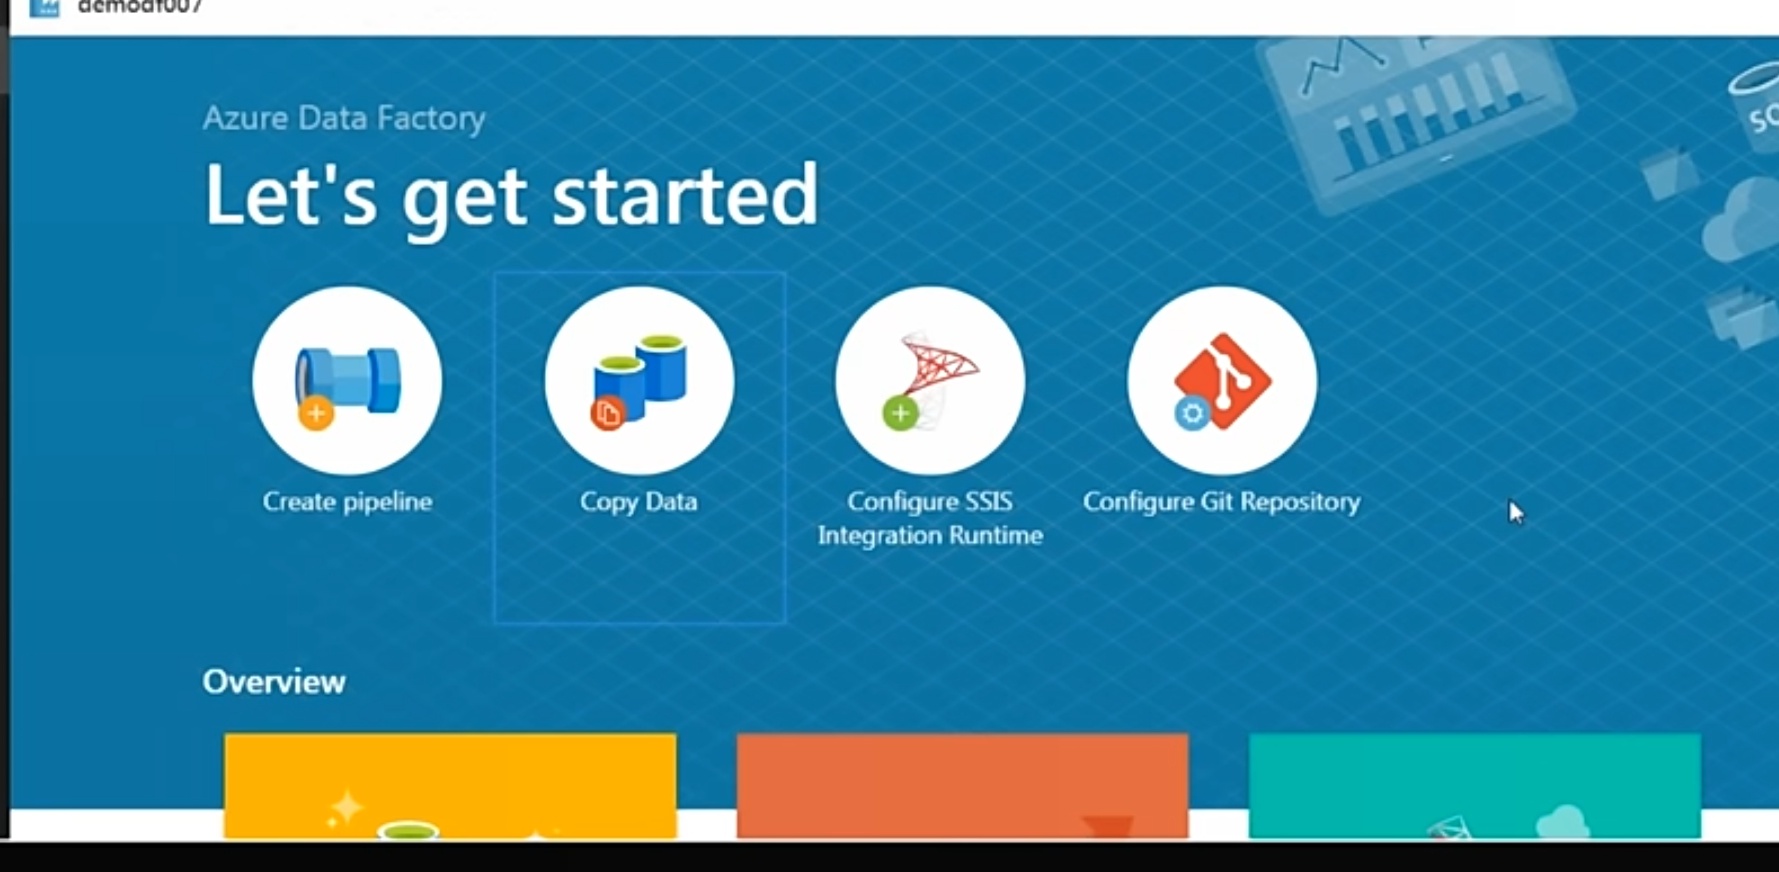 demodf007
Azure Data Factory
Let's get started
Create pipeline
Copy Data
Configure SSIS
Integration Runtime
Configure Git Repository
Overview